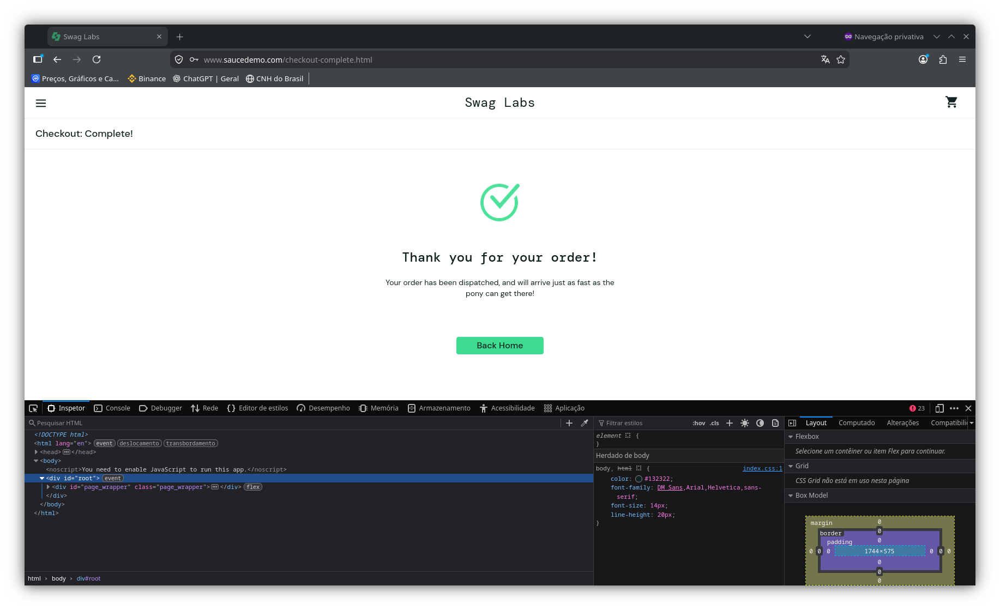 Swag Labs
Navegação privativa
www.saucedemo.com/checkout-complete.html
Preços, Gráficos e Ca... Binance ChatGPT | Geral CNH do Brasil
Swag Labs
Checkout: Complete!
Thank you for your order!
Your order has been dispatched, and will arrive just as fast as the
pony can get there!
Back Home
Inspetor Console Debugger Rede Editor de estilos Desempenho Memória Armazenamento Acessibilidade Aplicação 23
Pesquisar HTML
<!DOCTYPE html>
<html lang="en"> event deslocamento transbordamento
<head> </head>
<body>
<noscript>You need to enable JavaScript to run this app.</noscript>
<div id="root"> event
<div id="page_wrapper" class="page_wrapper"> </div> flex
</div>
</body>
</html>
html › body › div#root
Filtrar estilos :hov .cls
element {
}
Herdado de body
body, html { index.css:1
color: #132322;
font-family: DM Sans,Arial,Helvetica,sans-
serif;
font-size: 14px;
line-height: 20px;
}
Layout Computado Alterações Compatibili
Flexbox
Selecione um contêiner ou item Flex para continuar.
Grid
CSS Grid não está em uso nesta página
Box Model
margin 0
border 0
padding 0
0 0 0 1744×575 0 0 0
0
0
0